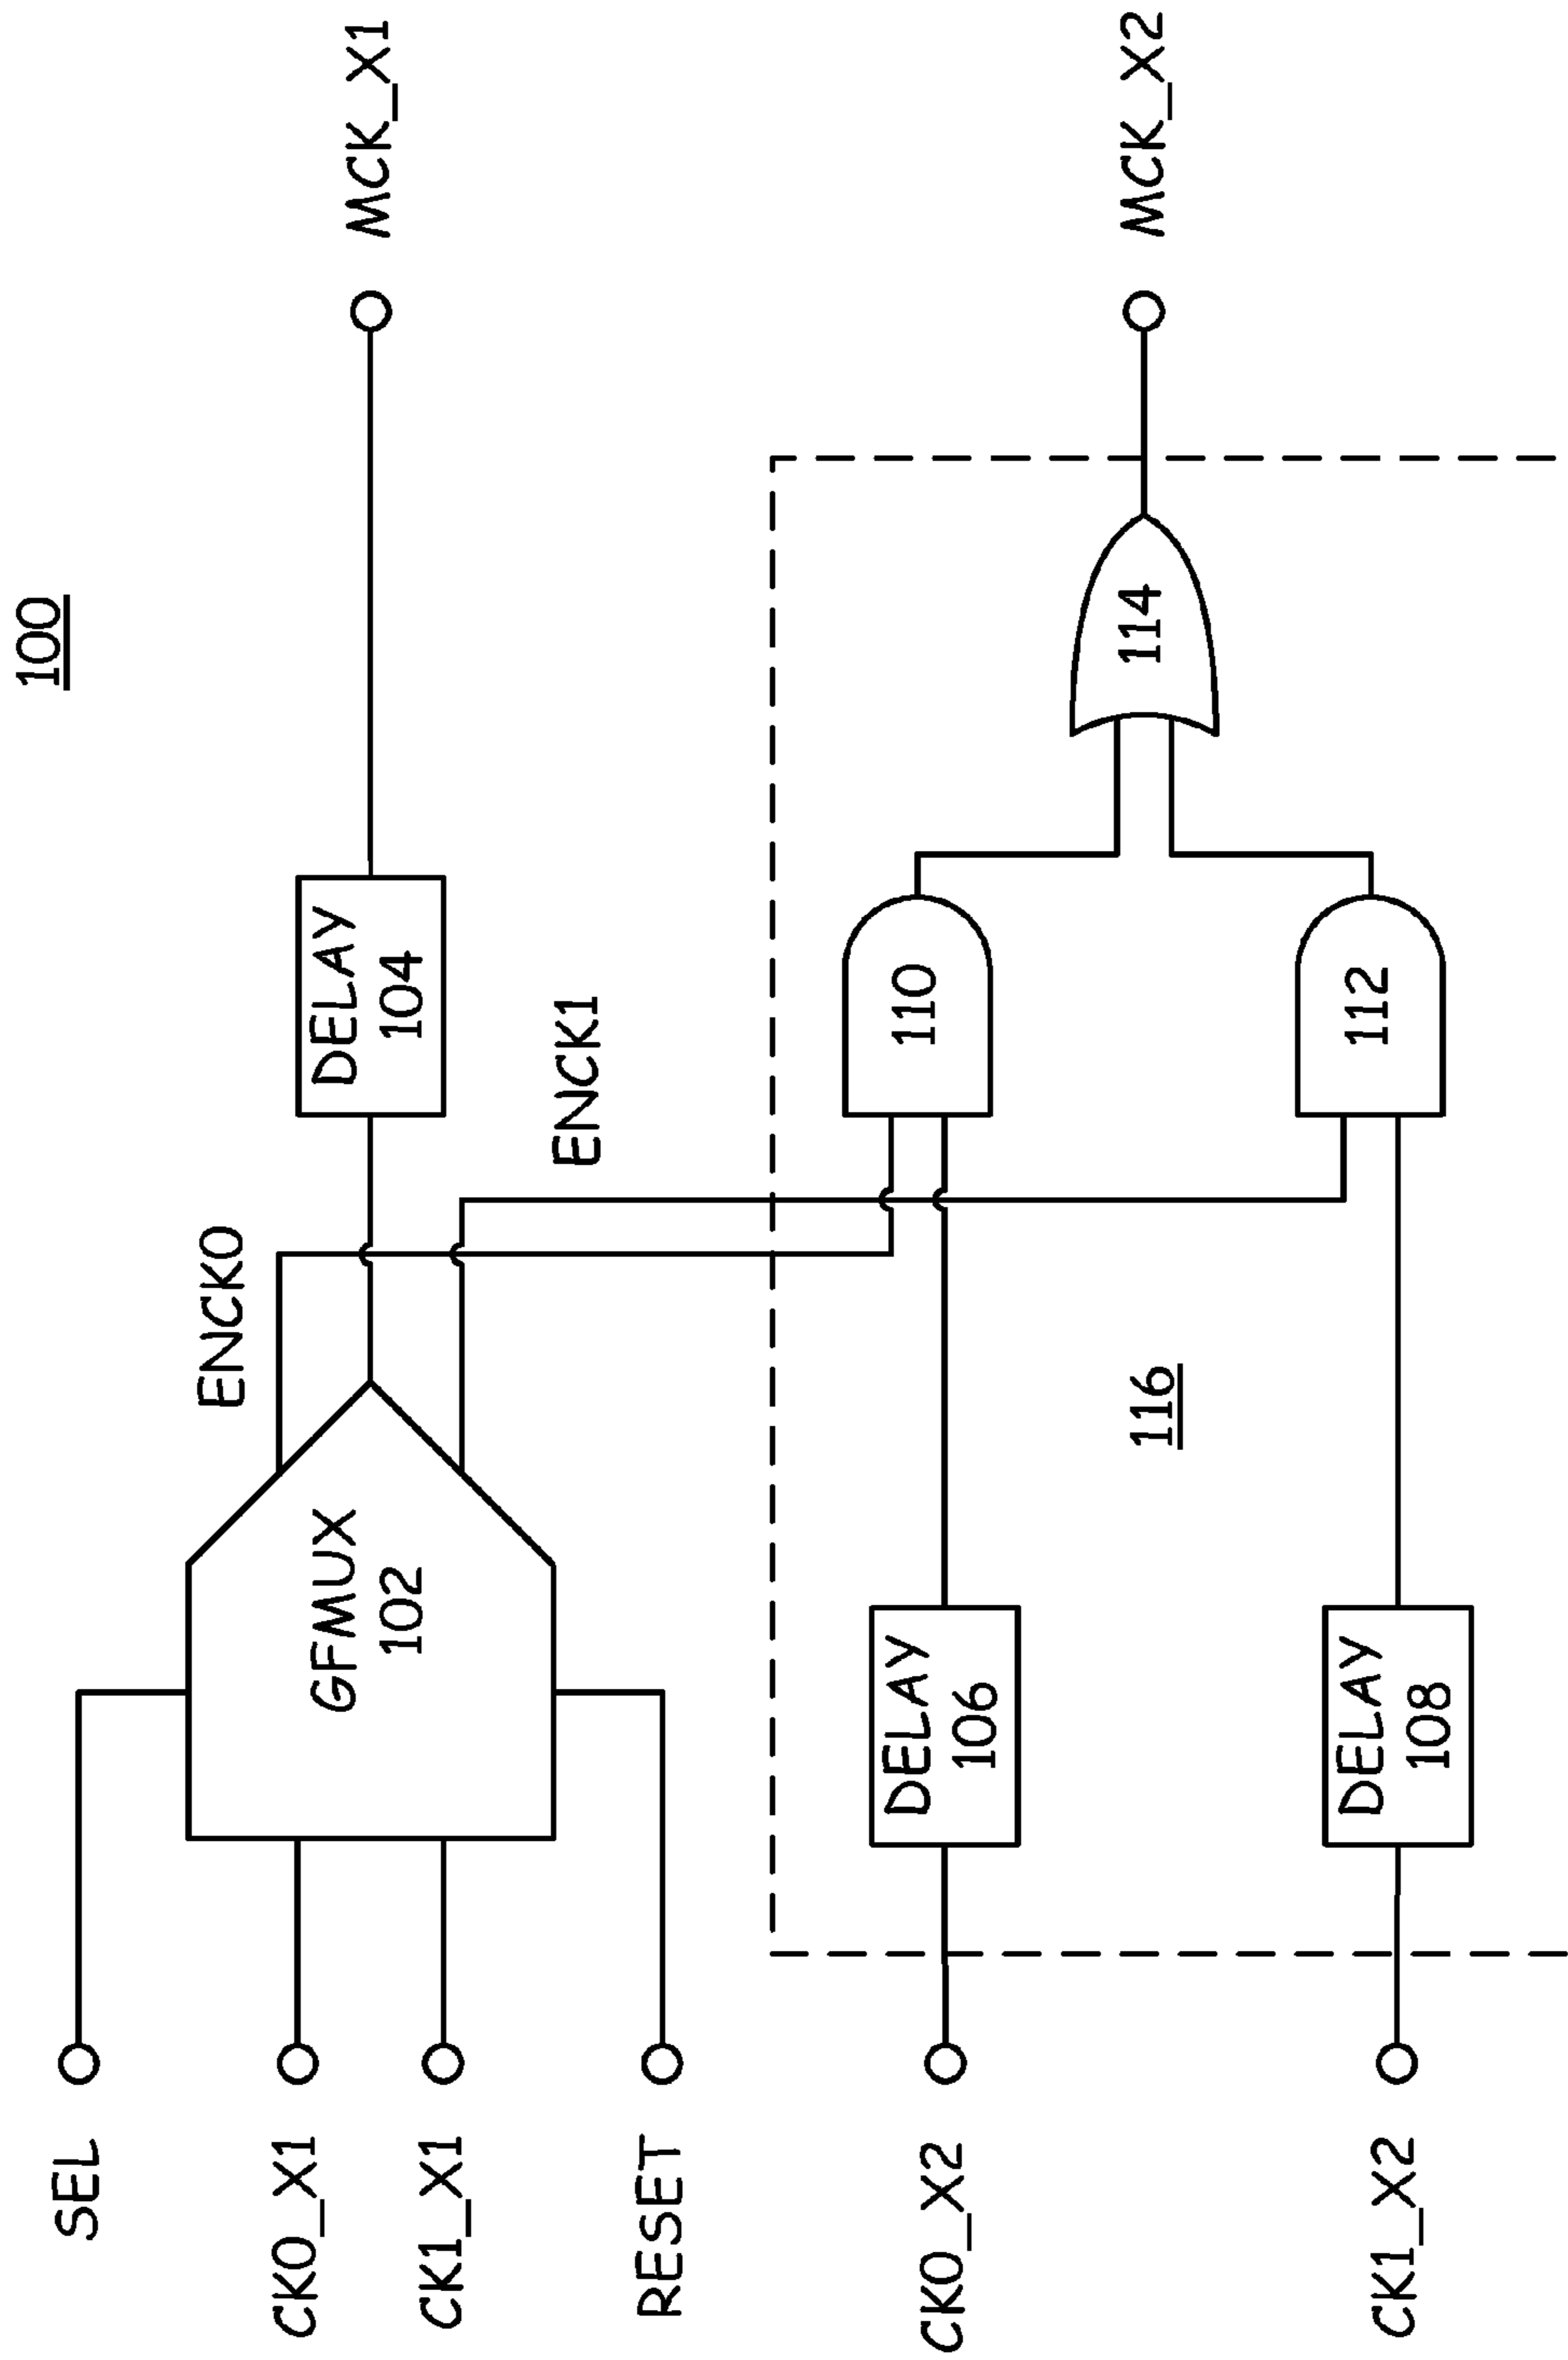 100
SEL
CK0_X1
CK1_X1
RESET
GFMUX
102
ENCK0
ENCK1
DELAY
104
MCK_X1
CK0_X2
CK1_X2
DELAY
106
DELAY
108
116
110
112
114
MCK_X2